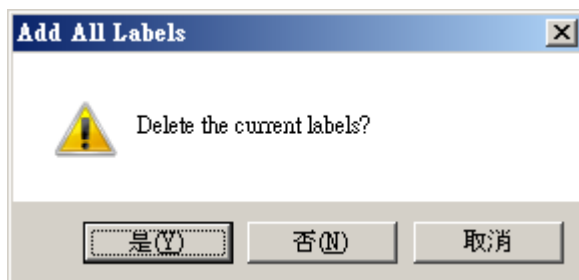 Add All Labels
Delete the current labels?
是(Y) 否(N) 取消